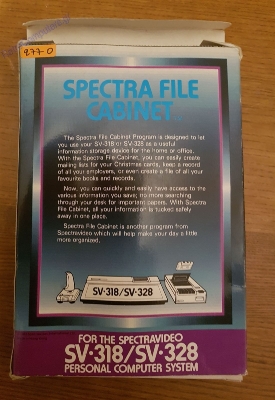 277-0
SPECTRA FILE
CABINET
The Spectra File Cabinet Program is designed to let
you use your SV-318 or SV-328 as a useful
information storage device for the home or office.
With the Spectra File Cabinet, you can easily create
mailing lists for your Christmas cards, keep a record
of all your employers, or even create a file of all your
favourite books and records.
Now, you can quickly and easily have access to the
various information you save; no more searching
through your desk for important papers. With Spectra
File Cabinet, all your information is tucked safely
away in one place.
Spectra File Cabinet is another program from
Spectravideo which will help make your day a little
more organized.
SV-318/SV-328
FOR THE SPECTRAVIDEO
SV-318/SV-328
PERSONAL COMPUTER SYSTEM